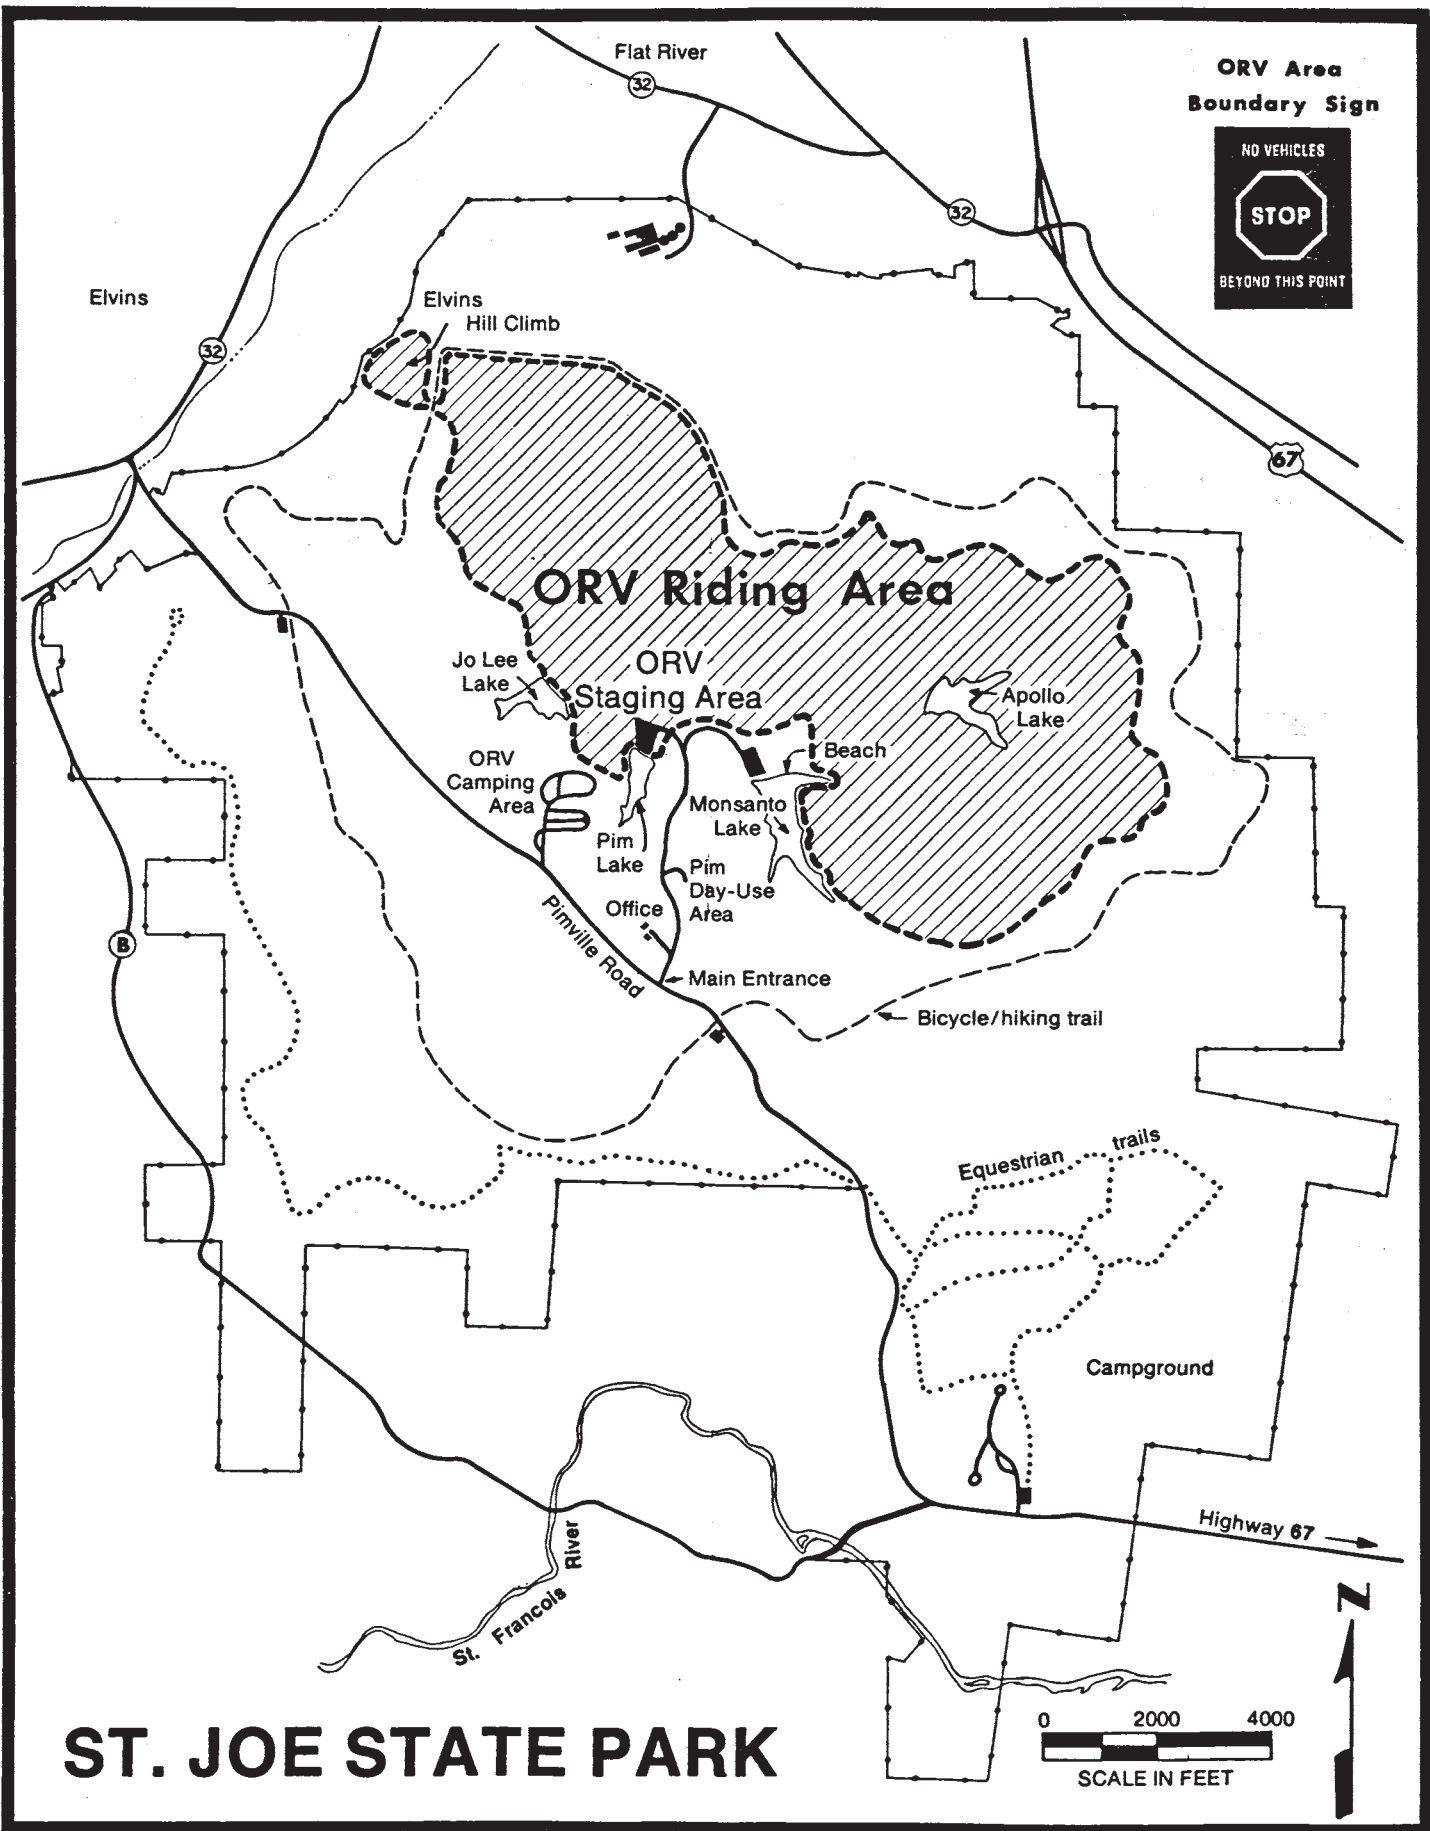 Flat River
32
ORV Area
Boundary Sign
NO VEHICLES
STOP
BEYOND THIS POINT
32
Elvins
Elvins
Hill Climb
32
67
ORV Riding Area
Jo Lee
Lake
ORV
Staging Area
Apollo
Lake
ORV
Camping
Area
Beach
Monsanto
Lake
Pim
Lake
Pim
Day-Use
Area
Office
B
Pimville Road
Main Entrance
Bicycle/hiking trail
Equestrian trails
Campground
Highway 67
St. Francois River
N
ST. JOE STATE PARK
0 2000 4000
SCALE IN FEET